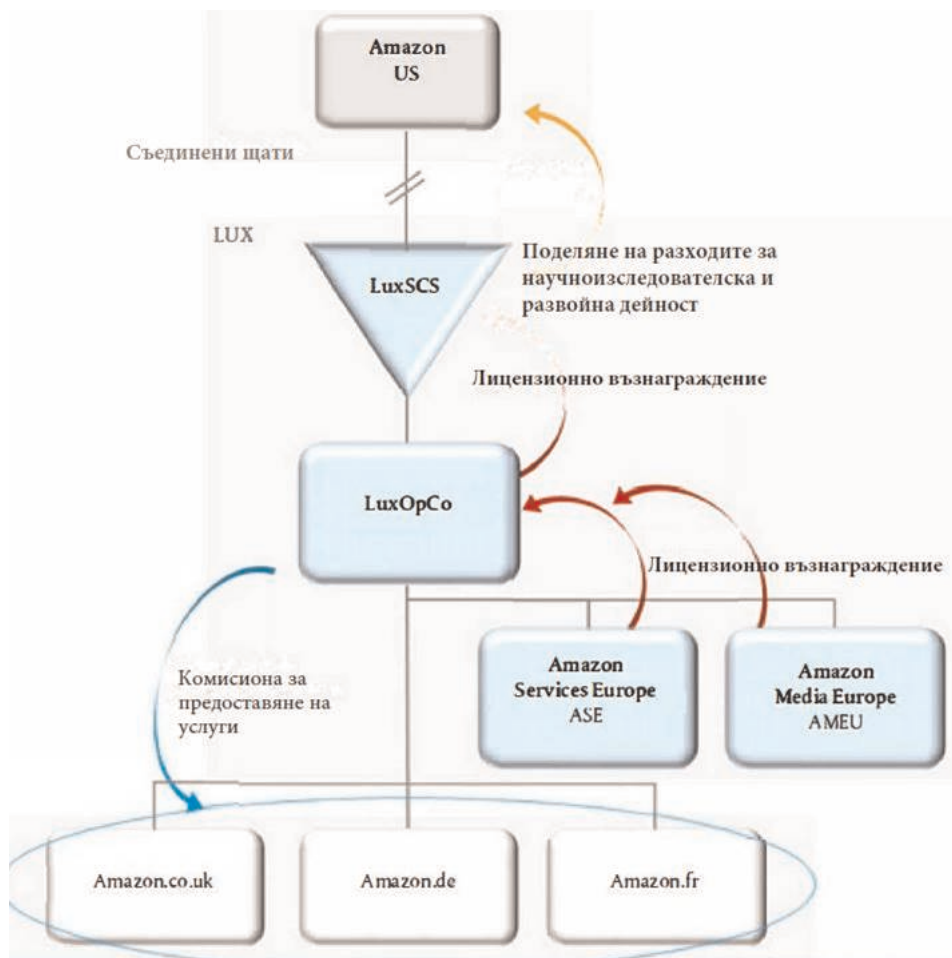 Amazon
US
Съединени щати
LUX
LuxSCS
Поделяне на разходите за
научноизследователска и
развойна дейност
Лицензионно възнаграждение
LuxOpCo
Лицензионно възнаграждение
Amazon
Services Europe
ASE
Amazon
Media Europe
AMEU
Комисиона за
предоставяне на
услуги
Amazon.co.uk
Amazon.de
Amazon.fr